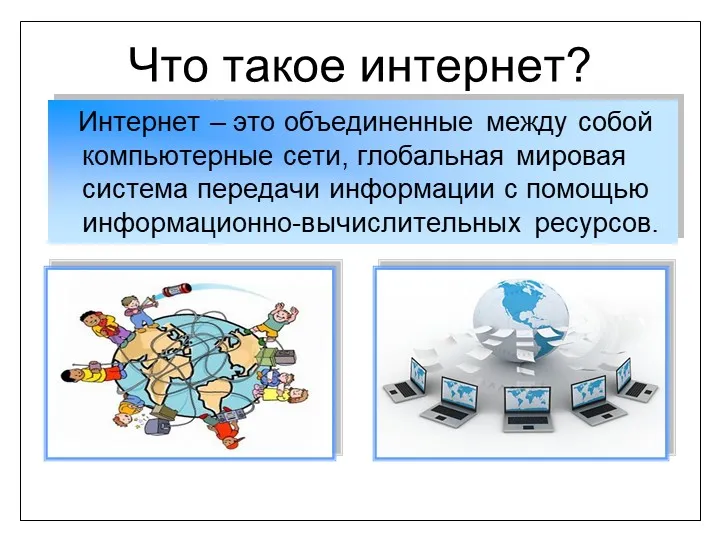 Что такое интернет?
Интернет – это объединенные между собой
компьютерные сети, глобальная мировая
система передачи информации с помощью
информационно-вычислительных ресурсов.